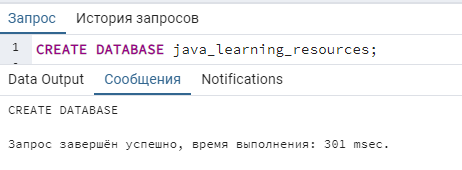 Запрос История запросов
1 CREATE DATABASE java_learning_resources;
Data Output Сообщения Notifications
CREATE DATABASE
Запрос завершён успешно, время выполнения: 301 msec.